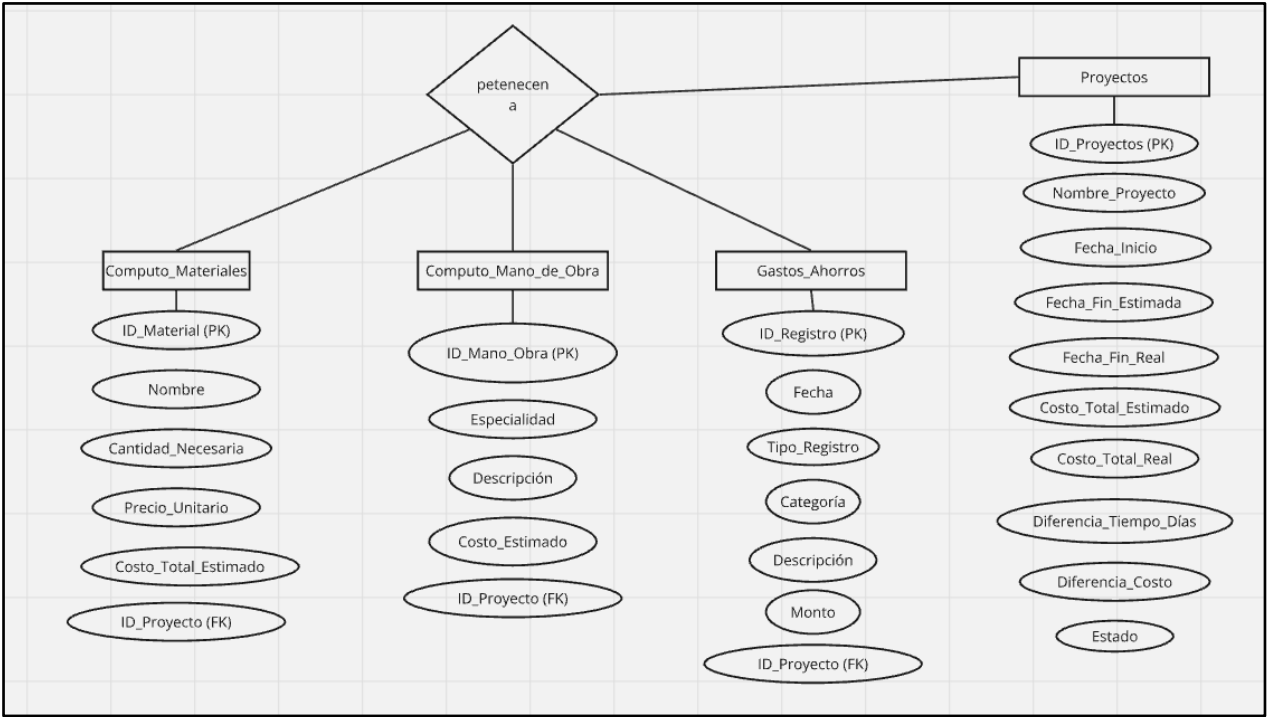 petenecen
a
Proyectos
ID_Proyectos (PK)
Nombre_Proyecto
Fecha_Inicio
Fecha_Fin_Estimada
Fecha_Fin_Real
Costo_Total_Estimado
Costo_Total_Real
Diferencia_Tiempo_Días
Diferencia_Costo
Estado
Computo_Materiales
ID_Material (PK)
Nombre
Cantidad_Necesaria
Precio_Unitario
Costo_Total_Estimado
ID_Proyecto (FK)
Computo_Mano_de_Obra
ID_Mano_Obra (PK)
Especialidad
Descripción
Costo_Estimado
ID_Proyecto (FK)
Gastos_Ahorros
ID_Registro (PK)
Fecha
Tipo_Registro
Categoría
Descripción
Monto
ID_Proyecto (FK)